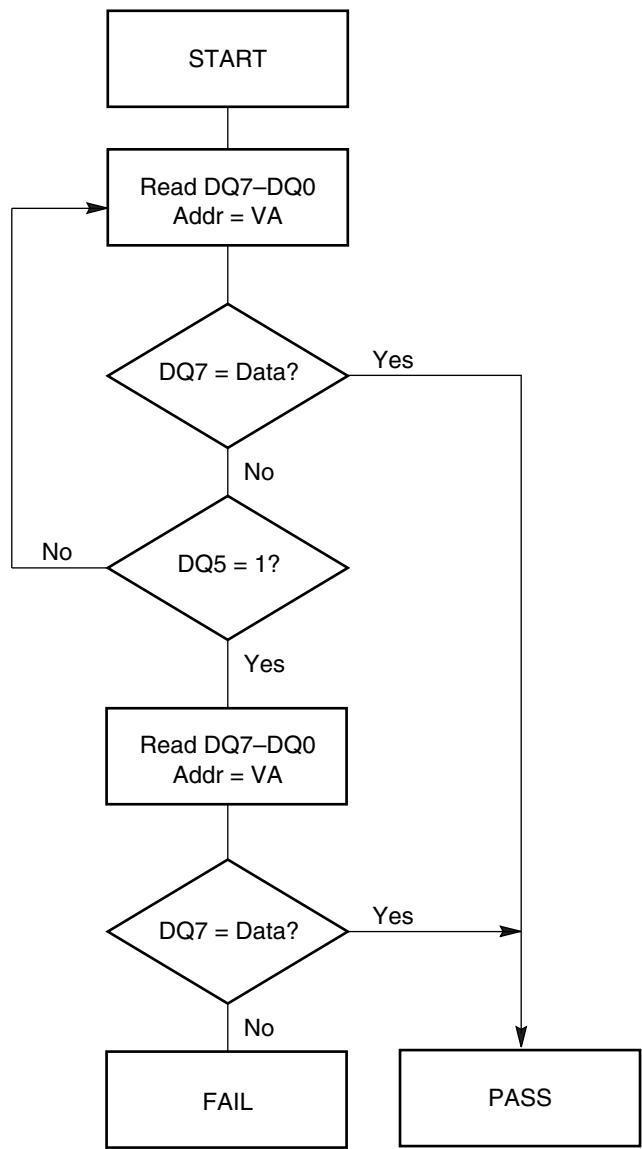 START
Read DQ7–DQ0
Addr = VA
DQ7 = Data?
Yes
No
No
DQ5 = 1?
Yes
Read DQ7–DQ0
Addr = VA
DQ7 = Data?
Yes
No
FAIL
PASS